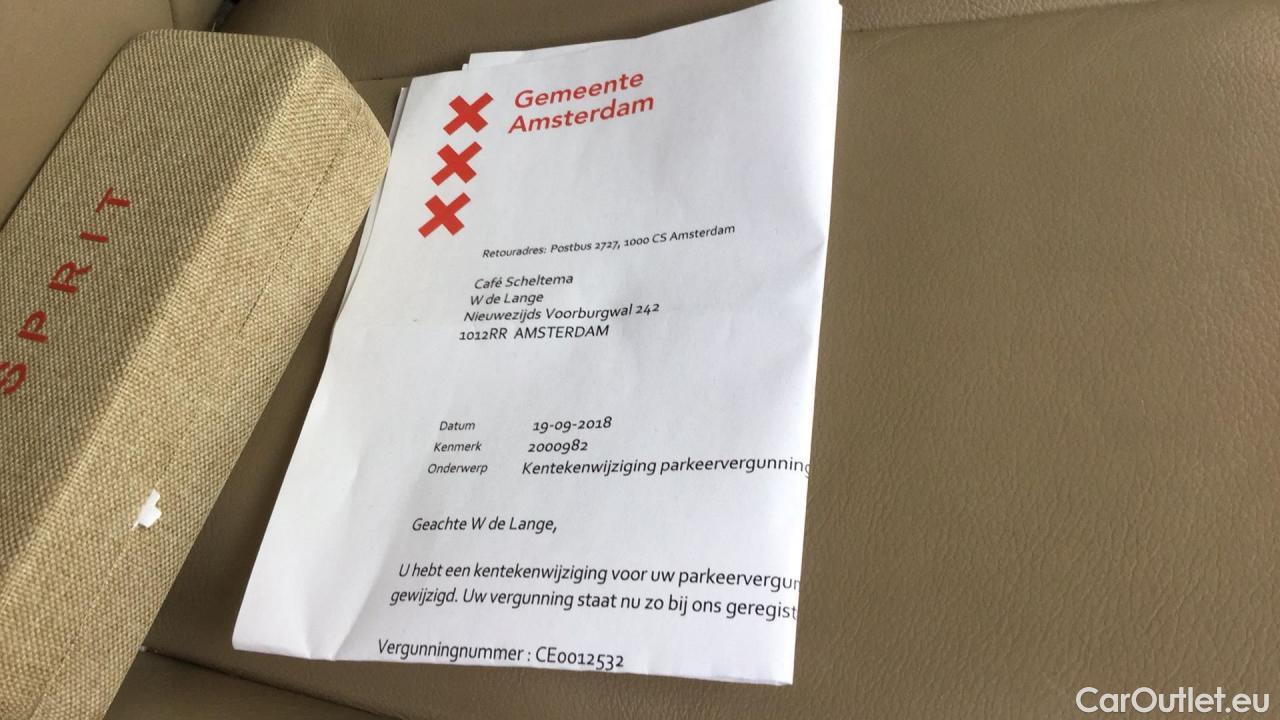 SPRIT
Gemeente
Amsterdam
Retouradres: Postbus 2727, 1000 CS Amsterdam
Café Scheltema
W de Lange
Nieuwezijds Voorburgwal 242
1012RR AMSTERDAM
Datum 19-09-2018
Kenmerk 2000982
Onderwerp Kentekenwijziging parkeervergunning
Geachte W de Lange,
U hebt een kentekenwijziging voor uw parkeervergun
gewijzigd. Uw vergunning staat nu zo bij ons geregist
Vergunningnummer : CE0012532
CarOutlet.eu